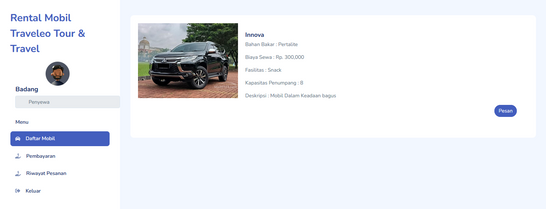 Rental Mobil
Traveleo Tour &
Travel
Badang
Penyewa
Menu
Daftar Mobil
Pembayaran
Riwayat Pesanan
Keluar
Innova
Bahan Bakar : Pertalite
Biaya Sewa : Rp. 300,000
Fasilitas : Snack
Kapasitas Penumpang : 8
Deskripsi : Mobil Dalam Keadaan bagus
Pesan